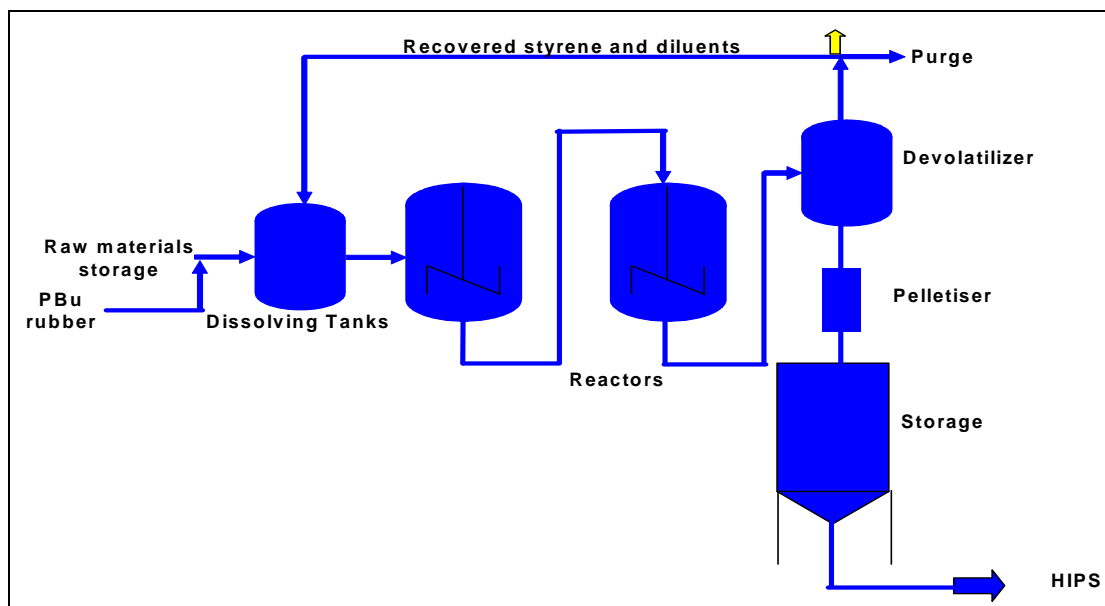 Recovered styrene and diluents
Purge
Devolatilizer
Raw materials
storage
PBu
rubber
Dissolving Tanks
Pelletiser
Reactors
Storage
HIPS